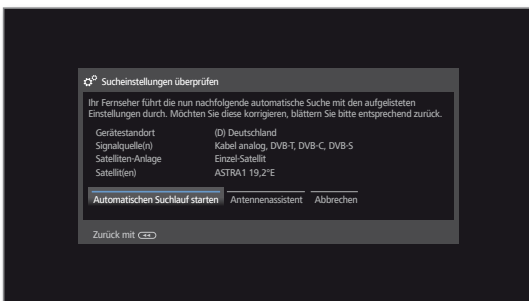 Sucheinstellungen überprüfen
Ihr Fernseher führt die nun nachfolgende automatische Suche mit den aufgelisteten
Einstellungen durch. Möchten Sie diese korrigieren, blättern Sie bitte entsprechend zurück.
Gerätestandort (D) Deutschland
Signalquelle(n) Kabel analog, DVB-T, DVB-C, DVB-S
Satelliten-Anlage Einzel-Satellit
Satellit(en) ASTRA1 19,2°E
Automatischen Suchlauf starten Antennenassistent Abbrechen
Zurück mit